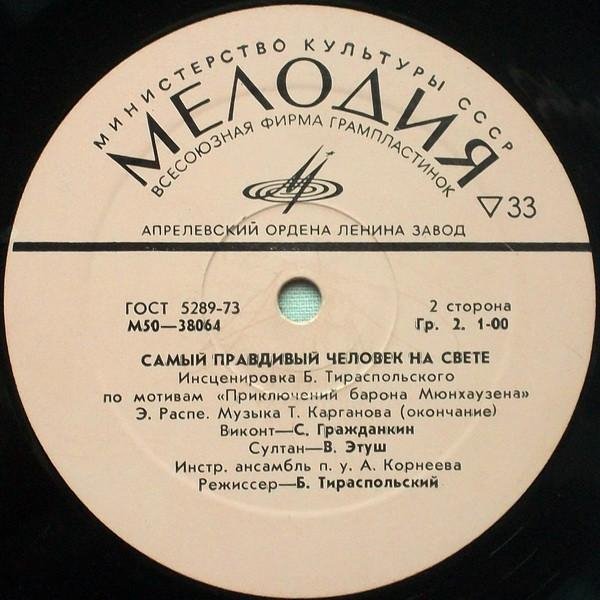 МИНИСТЕРСТВО КУЛЬТУРЫ СССР
МЕЛОДИЯ
ВСЕСОЮЗНАЯ ФИРМА ГРАМПЛАСТИНОК
▽33
АПРЕЛЕВСКИЙ ОРДЕНА ЛЕНИНА ЗАВОД
ГОСТ 5289-73 2 сторона
М50—38064 Гр. 2. 1-00
САМЫЙ ПРАВДИВЫЙ ЧЕЛОВЕК НА СВЕТЕ
Инсценировка Б. Тираспольского
по мотивам «Приключений барона Мюнхаузена»
Э. Распе. Музыка Т. Карганова (окончание)
Виконт—С. Гражданкин
Султан—В. Этуш
Инстр. ансамбль п. у. А. Корнеева
Режиссер—Б. Тираспольский